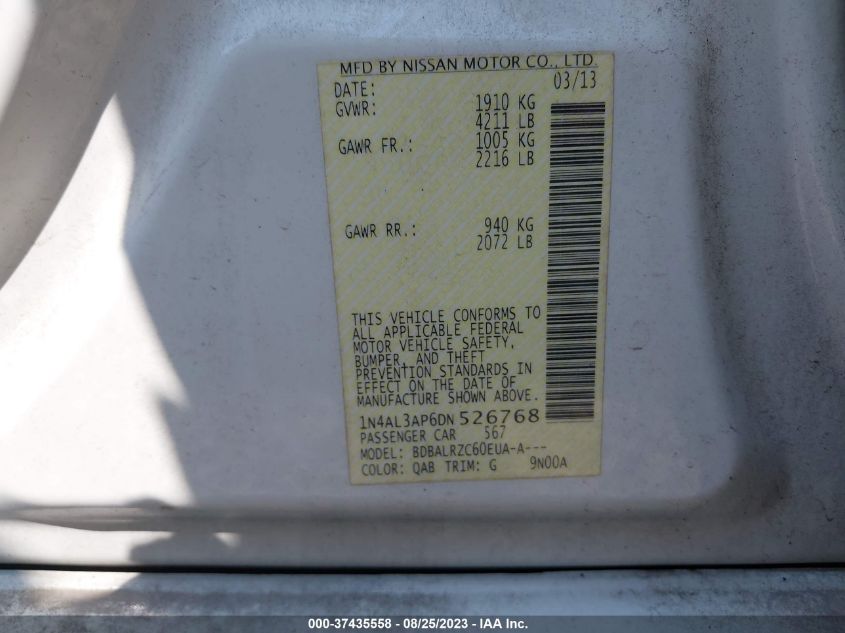 MFD BY NISSAN MOTOR CO., LTD.
DATE: 03/13
GVWR: 1910 KG
4211 LB
GAWR FR.: 1005 KG
2216 LB
GAWR RR.: 940 KG
2072 LB
THIS VEHICLE CONFORMS TO
ALL APPLICABLE FEDERAL
MOTOR VEHICLE SAFETY,
BUMPER, AND THEFT
PREVENTION STANDARDS IN
EFFECT ON THE DATE OF
MANUFACTURE SHOWN ABOVE.
1N4AL3AP6DN 526768
PASSENGER CAR 567
MODEL: BDBALRZC60EUA-A---
COLOR: QAB TRIM: G 9N00A
000-37435558 - 08/25/2023 - IAA Inc.